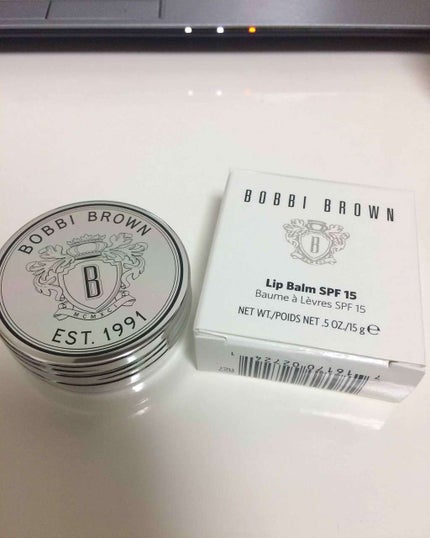 BOBBI BROWN
B
MCMXCI
EST. 1991
BOBBI BROWN
B
Lip Balm SPF 15
Baume à Lèvres SPF 15
NET WT./POIDS NET .5 OZ./15 g e